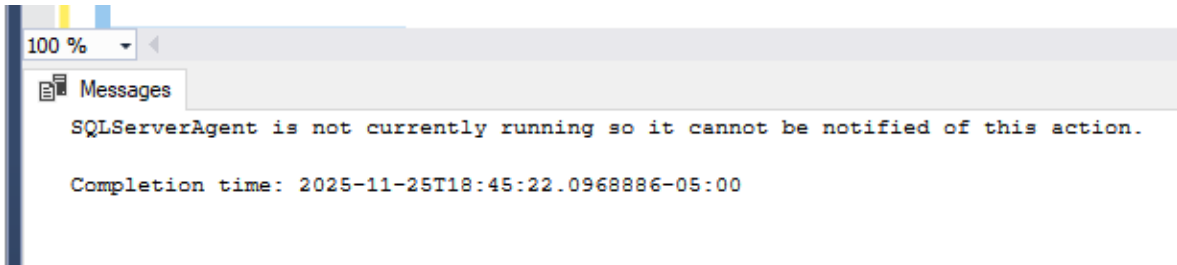 100 %
Messages
SQLServerAgent is not currently running so it cannot be notified of this action.
Completion time: 2025-11-25T18:45:22.0968886-05:00